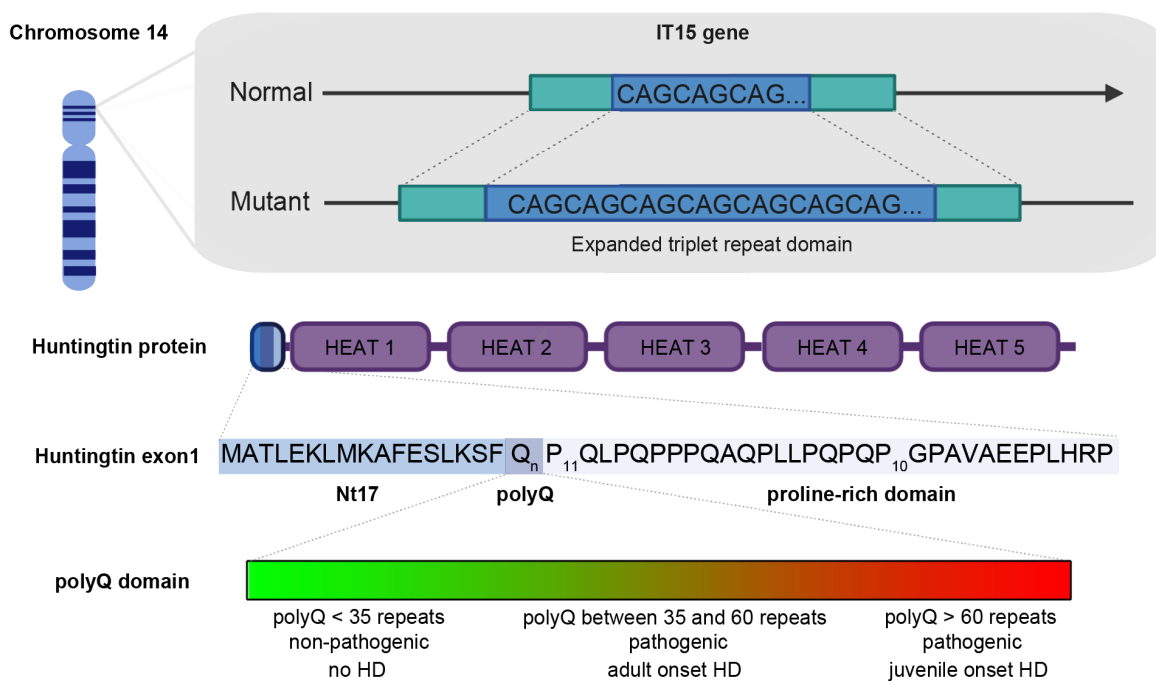 Chromosome 14
IT15 gene
Normal
CAGCAGCAG...
Mutant
CAGCAGCAGCAGCAGCAGCAG...
Expanded triplet repeat domain
Huntingtin protein
HEAT 1
HEAT 2
HEAT 3
HEAT 4
HEAT 5
Huntingtin exon1
MATLEKLMKAFESLKSF Qn P11QLPQPPPQAQPLLPQPQP10GPAVAEEPLHRP
Nt17
polyQ
proline-rich domain
polyQ domain
polyQ < 35 repeats
non-pathogenic
no HD
polyQ between 35 and 60 repeats
pathogenic
adult onset HD
polyQ > 60 repeats
pathogenic
juvenile onset HD